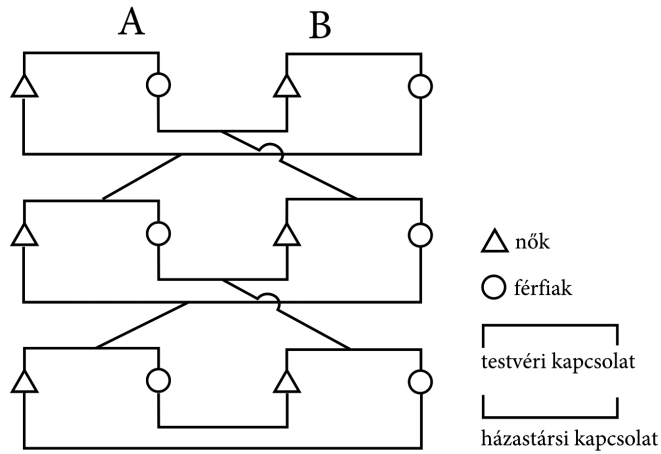 A B
nők
férfiak
testvéri kapcsolat
házastársi kapcsolat